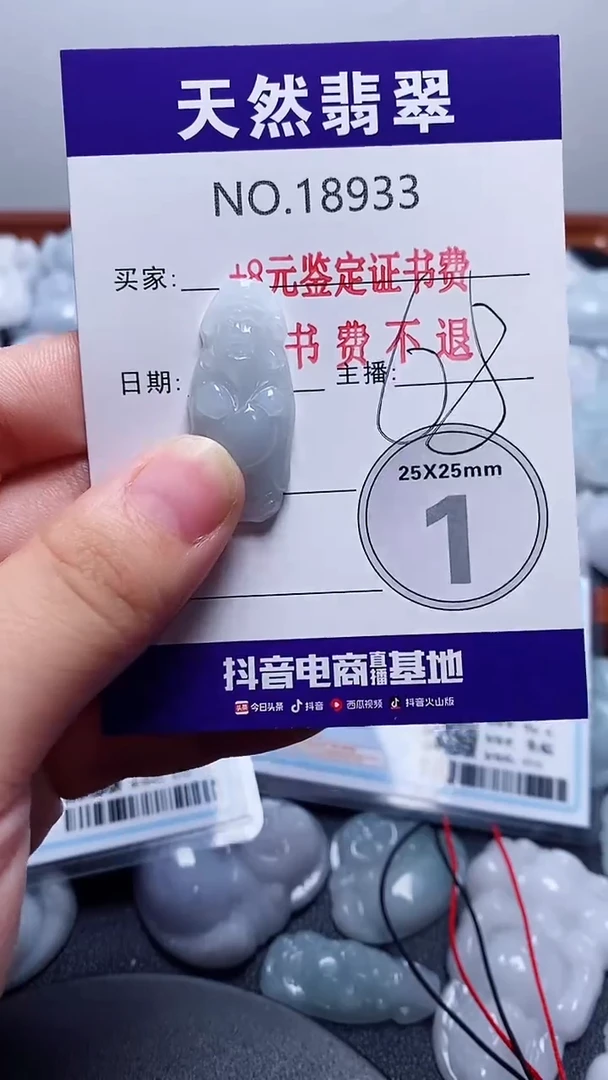 天然翡翠
NO.18933
买家:
+8元鉴定证书费
书费不退
日期:
主播:
25X25mm
1
抖音电商直播基地
头条 今日头条 抖音 西瓜视频 抖音火山版